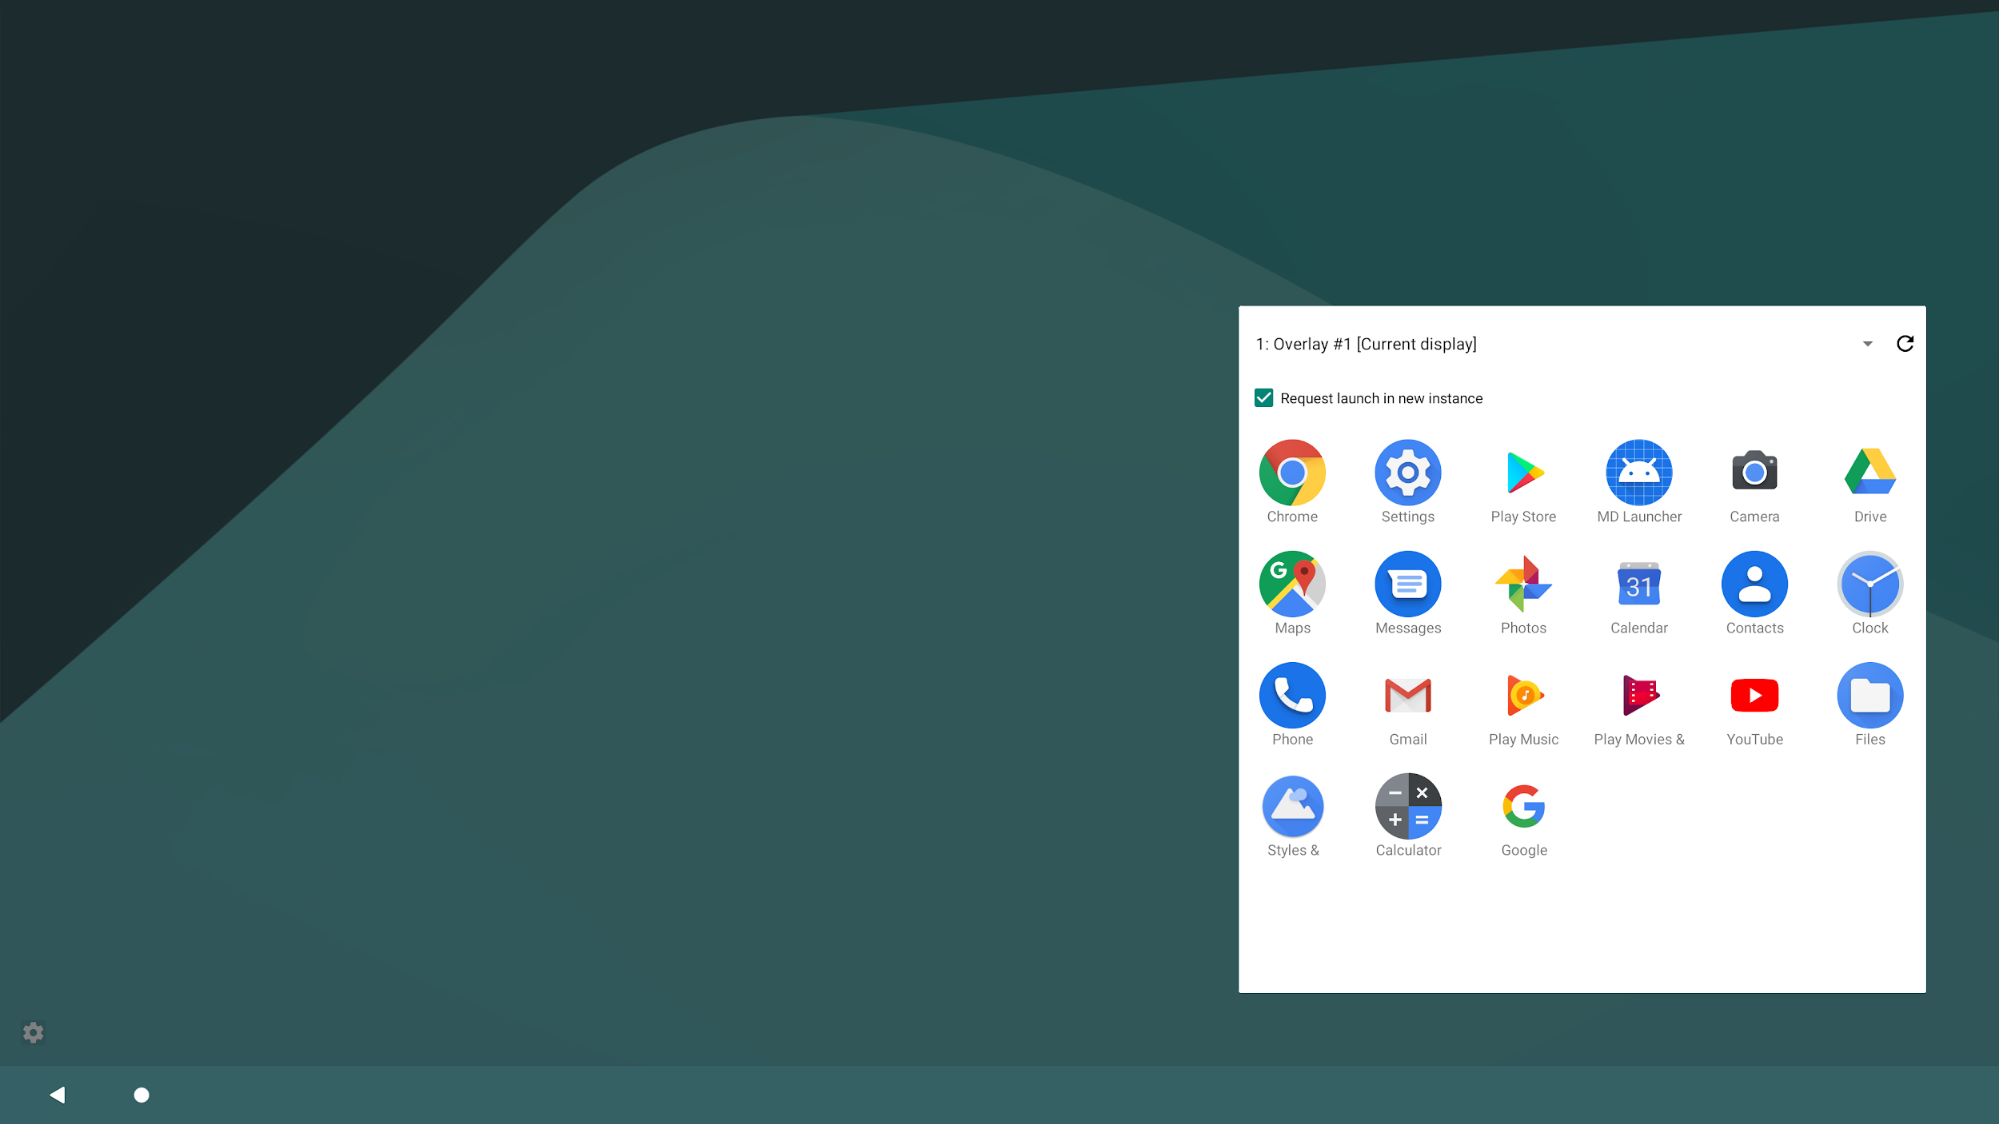 1: Overlay #1 [Current display]
Request launch in new instance
Chrome Settings Play Store MD Launcher Camera Drive
G 31
Maps Messages Photos Calendar Contacts Clock
Phone Gmail Play Music Play Movies & YouTube Files
Styles & Calculator Google